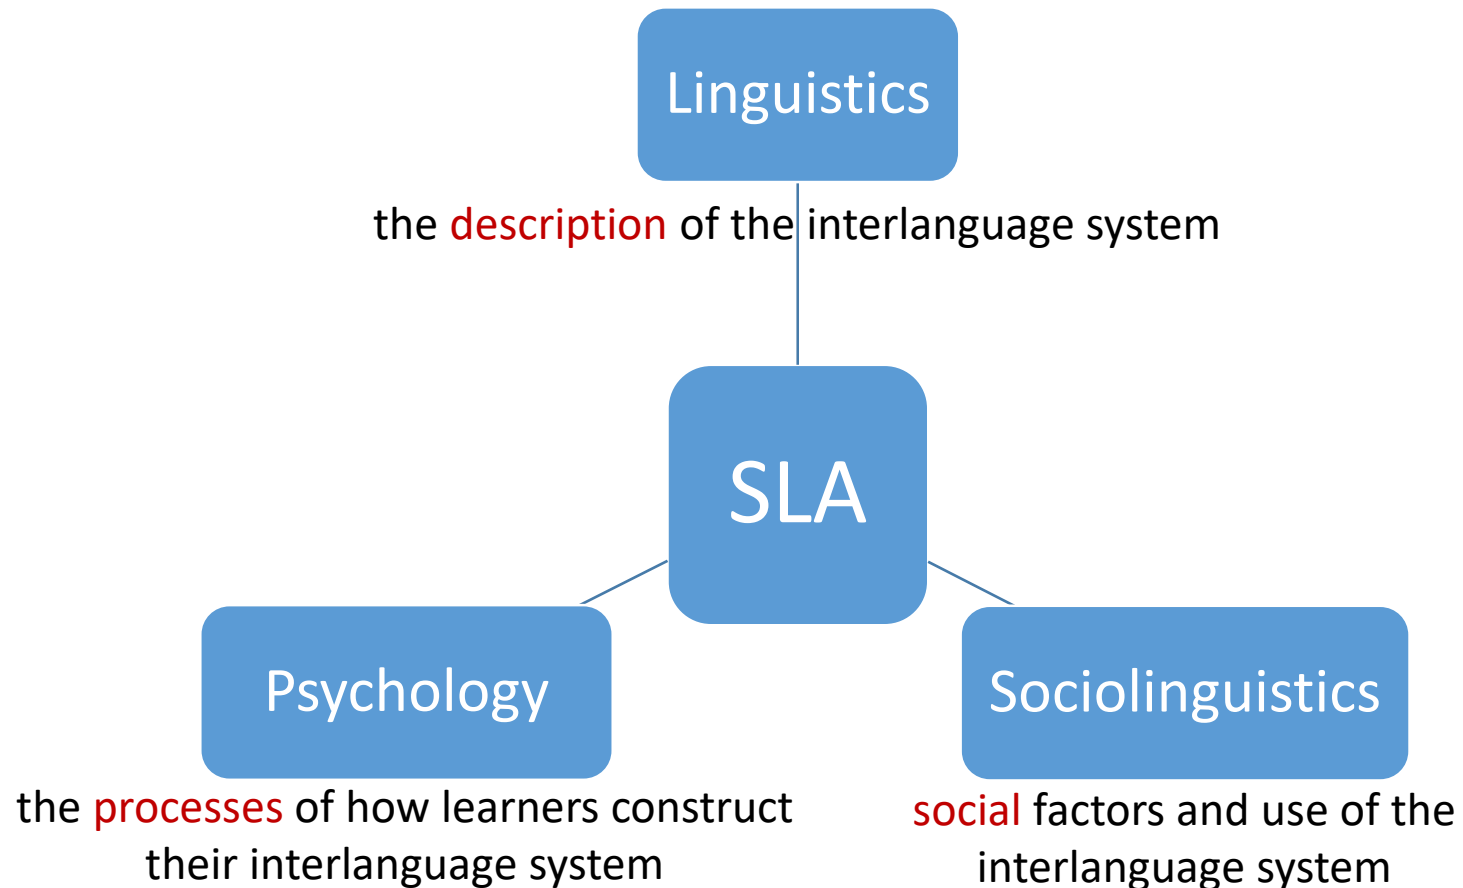 Linguistics
the description of the interlanguage system
SLA
Psychology
the processes of how learners construct
their interlanguage system
Sociolinguistics
social factors and use of the
interlanguage system